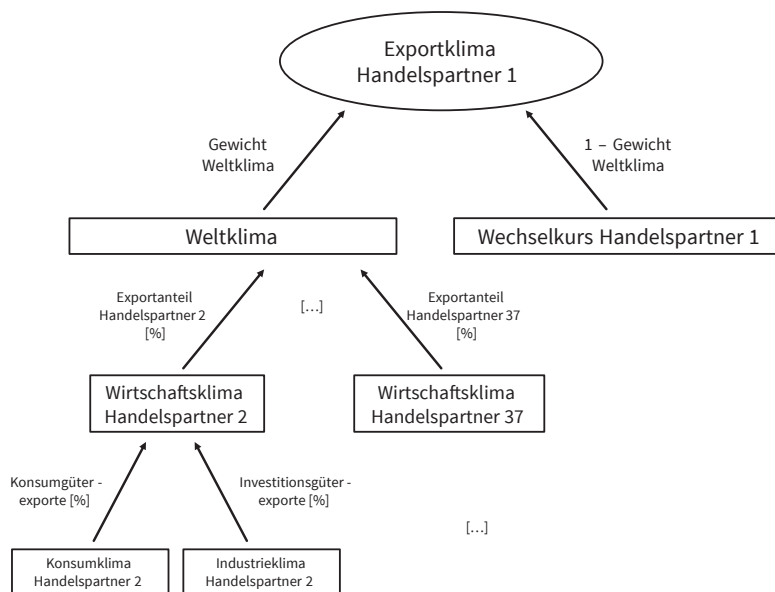 Exportklima
Handelspartner 1
Gewicht
Weltklima
1 – Gewicht
Weltklima
Weltklima
Wechselkurs Handelspartner 1
Exportanteil
Handelspartner 2
[%]
[...]
Exportanteil
Handelspartner 37
[%]
Wirtschaftsklima
Handelspartner 2
Wirtschaftsklima
Handelspartner 37
Konsumgüter -
exporte [%]
Investitionsgüter -
exporte [%]
[...]
Konsumklima
Handelspartner 2
Industrieklima
Handelspartner 2